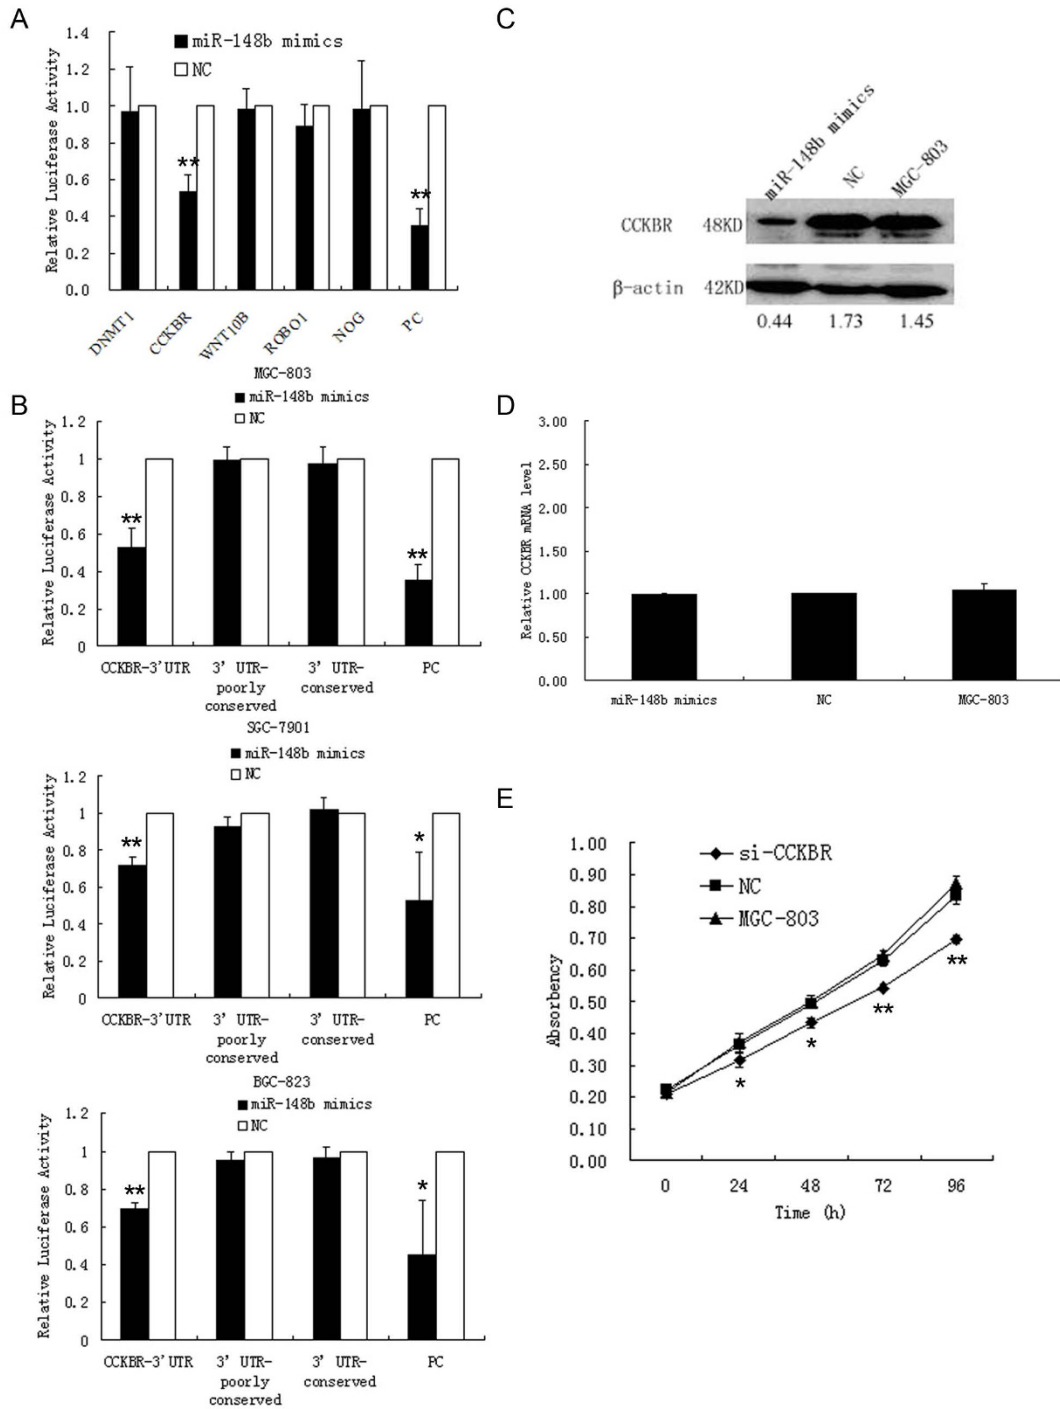 A
Relative Luciferase Activity
1.4
1.2
1.0
0.8
0.6
0.4
0.2
0.0
miR-148b mimics
NC
**
**
DNMT1
CCKBR
WNT10B
ROBO1
NOG
PC
B
MGC-803
miR-148b mimics
NC
Relative Luciferase Activity
1.2
1
0.8
0.6
0.4
0.2
0
**
**
CCKBR-3'UTR
3' UTR-
poorly
conserved
3' UTR-
conserved
PC
SGC-7901
miR-148b mimics
NC
Relative Luciferase Activity
1.2
1
0.8
0.6
0.4
0.2
0
**
*
CCKBR-3'UTR
3' UTR-
poorly
conserved
3' UTR-
conserved
PC
BGC-823
miR-148b mimics
NC
Relative Luciferase Activity
1.2
1
0.8
0.6
0.4
0.2
0
**
*
CCKBR-3'UTR
3' UTR-
poorly
conserved
3' UTR-
conserved
PC
C
miR-148b mimics
NC
MGC-803
CCKBR 48KD
β-actin 42KD
0.44 1.73 1.45
D
Relative CCKBR mRNA level
3.00
2.50
2.00
1.50
1.00
0.50
0.00
miR-148b mimics
NC
MGC-803
E
si-CCKBR
NC
MGC-803
Absorbency
1.00
0.90
0.80
0.70
0.60
0.50
0.40
0.30
0.20
0.10
0.00
*
*
**
**
0 24 48 72 96
Time (h)